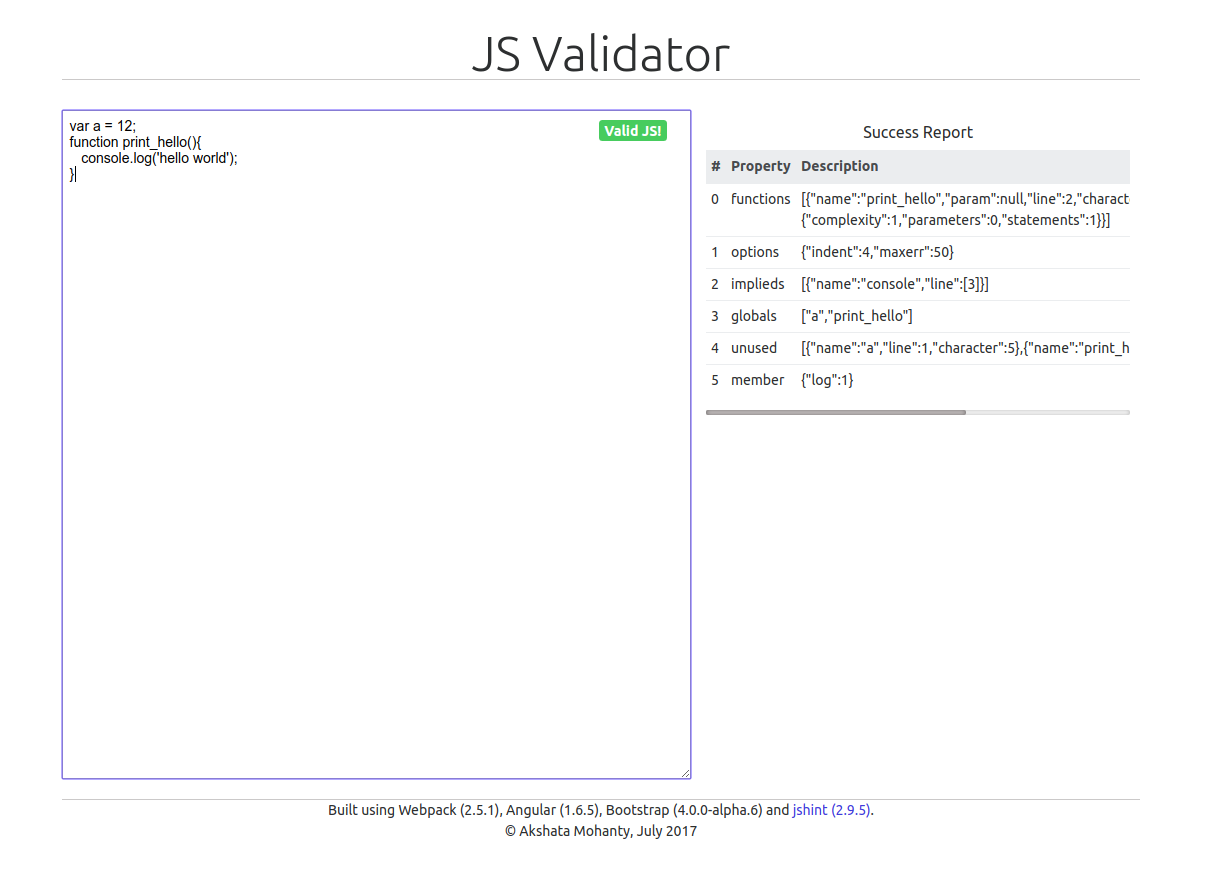 JS Validator
var a = 12;
function print_hello(){
console.log('hello world');
}
Valid JS!
Success Report
# Property Description
0 functions [{"name":"print_hello","param":null,"line":2,"charact
{"complexity":1,"parameters":0,"statements":1}}]
1 options {"indent":4,"maxerr":50}
2 implieds [{"name":"console","line":[3]}]
3 globals ["a","print_hello"]
4 unused [{"name":"a","line":1,"character":5},{"name":"print_h
5 member {"log":1}
Built using Webpack (2.5.1), Angular (1.6.5), Bootstrap (4.0.0-alpha.6) and jshint (2.9.5).
© Akshata Mohanty, July 2017